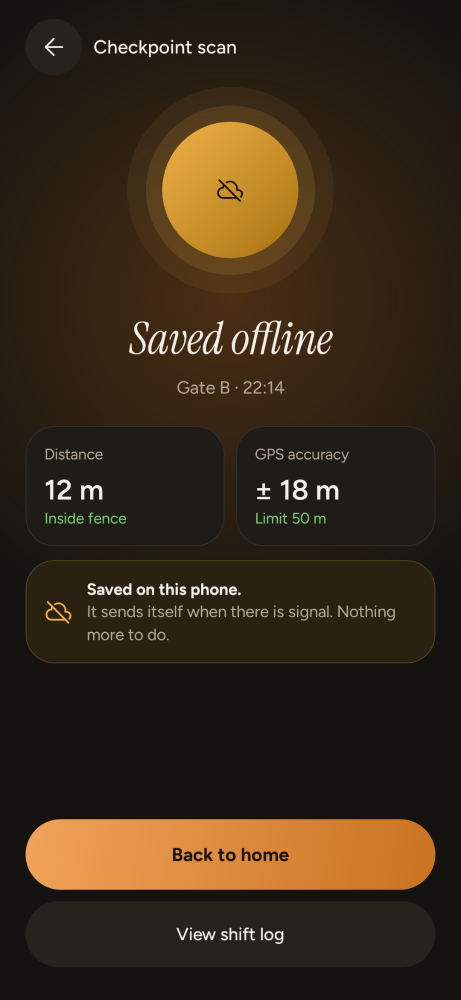 Checkpoint scan
Saved offline
Gate B · 22:14
Distance
12 m
Inside fence
GPS accuracy
± 18 m
Limit 50 m
Saved on this phone.
It sends itself when there is signal. Nothing
more to do.
Back to home
View shift log